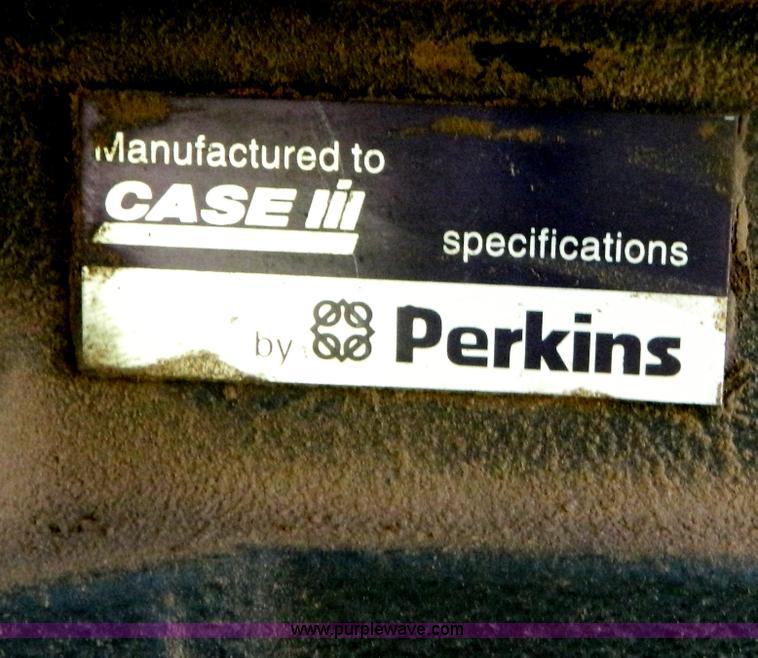 Manufactured to
CASE IH
specifications
by Perkins
www.purplewave.com